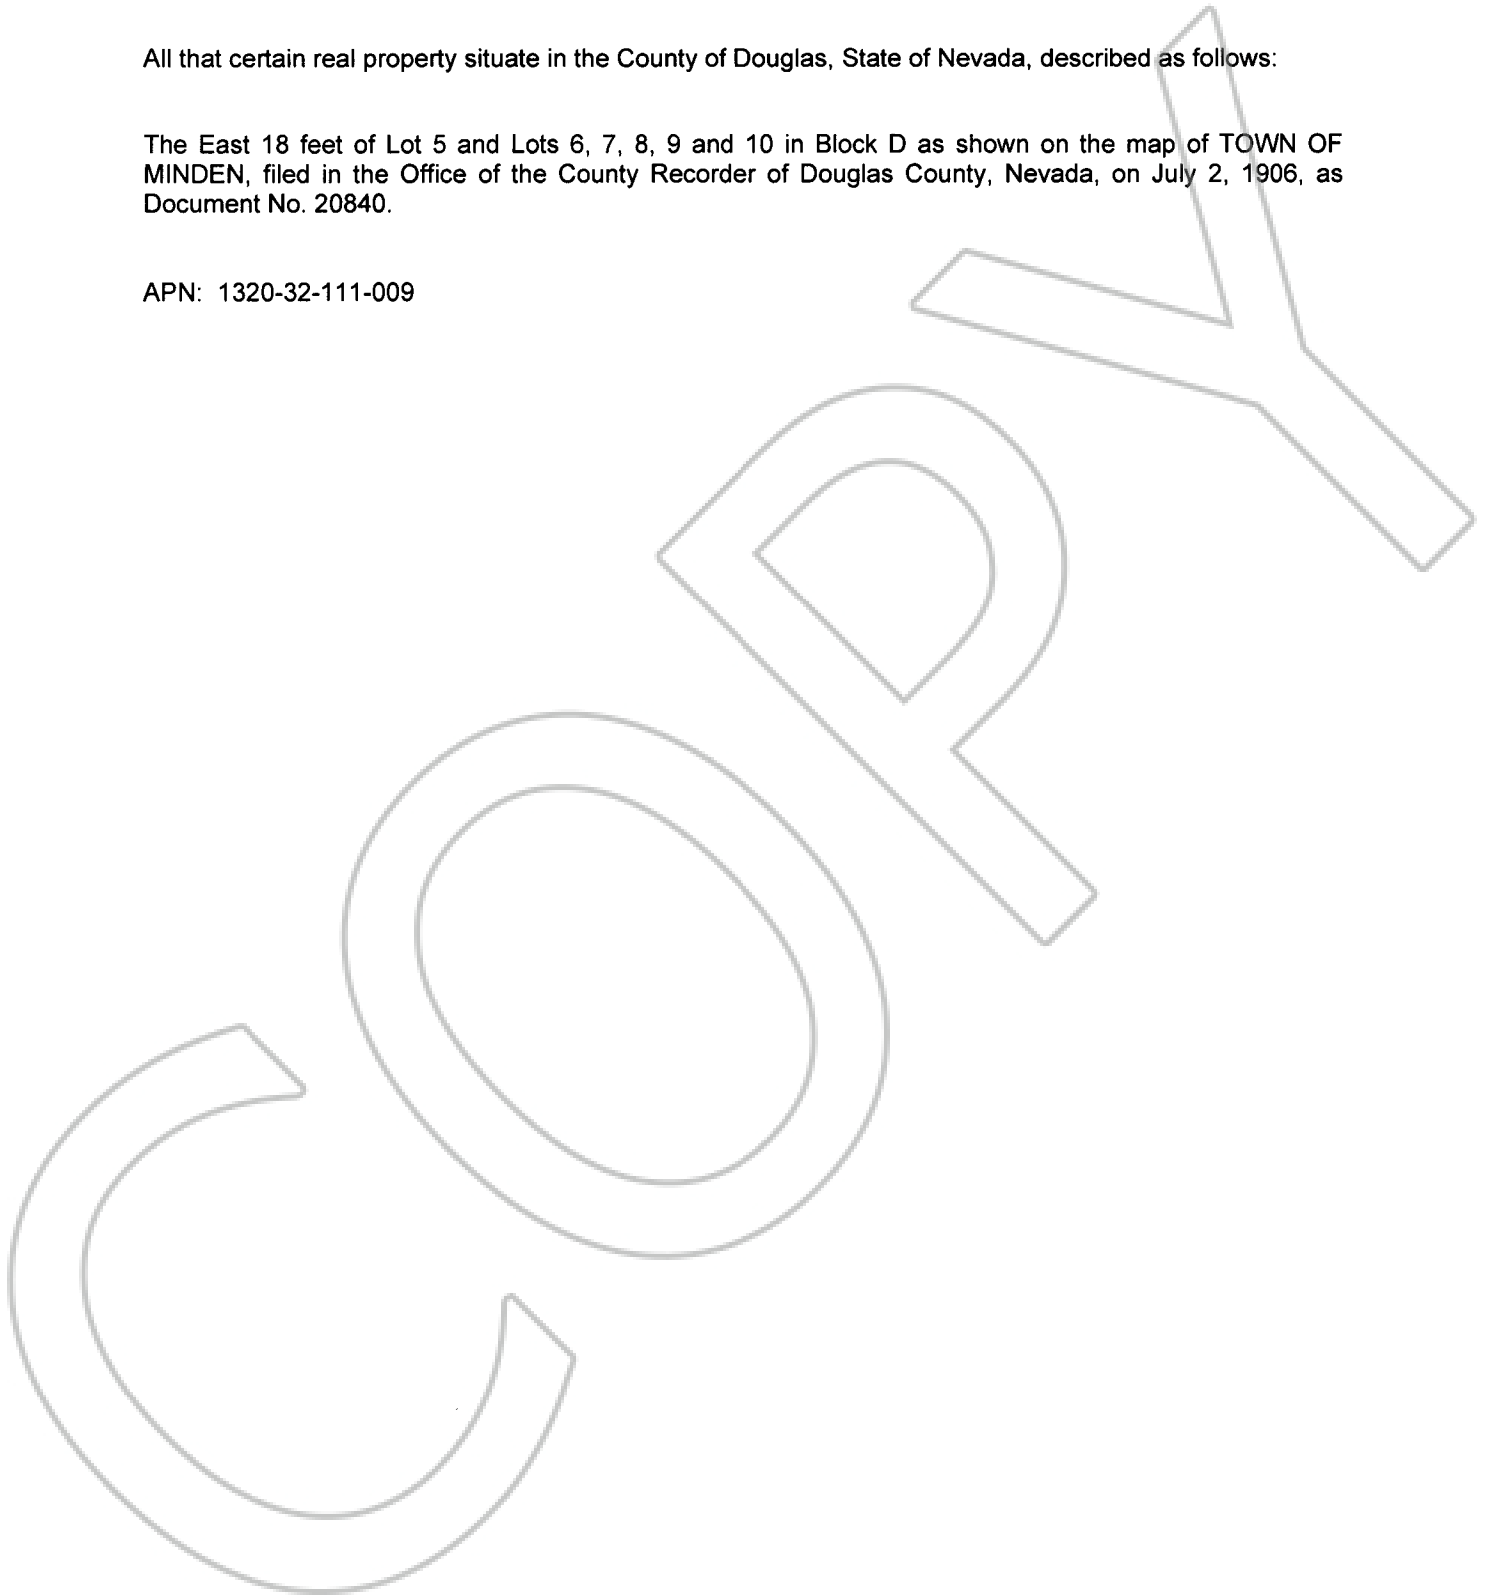 All that certain real property situate in the County of Douglas, State of Nevada, described as follows:
The East 18 feet of Lot 5 and Lots 6, 7, 8, 9 and 10 in Block D as shown on the map of TOWN OF
MINDEN, filed in the Office of the County Recorder of Douglas County, Nevada, on July 2, 1906, as
Document No. 20840.
APN: 1320-32-111-009
COPY